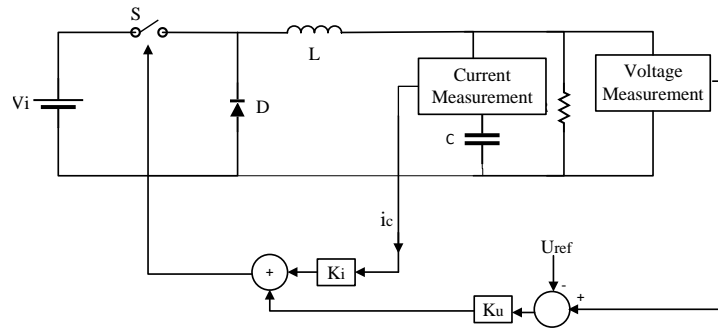 S
L
Vi
D
Current
Measurement
Voltage
Measurement
C
ic
Uref
+
Ki
-
+
Ku